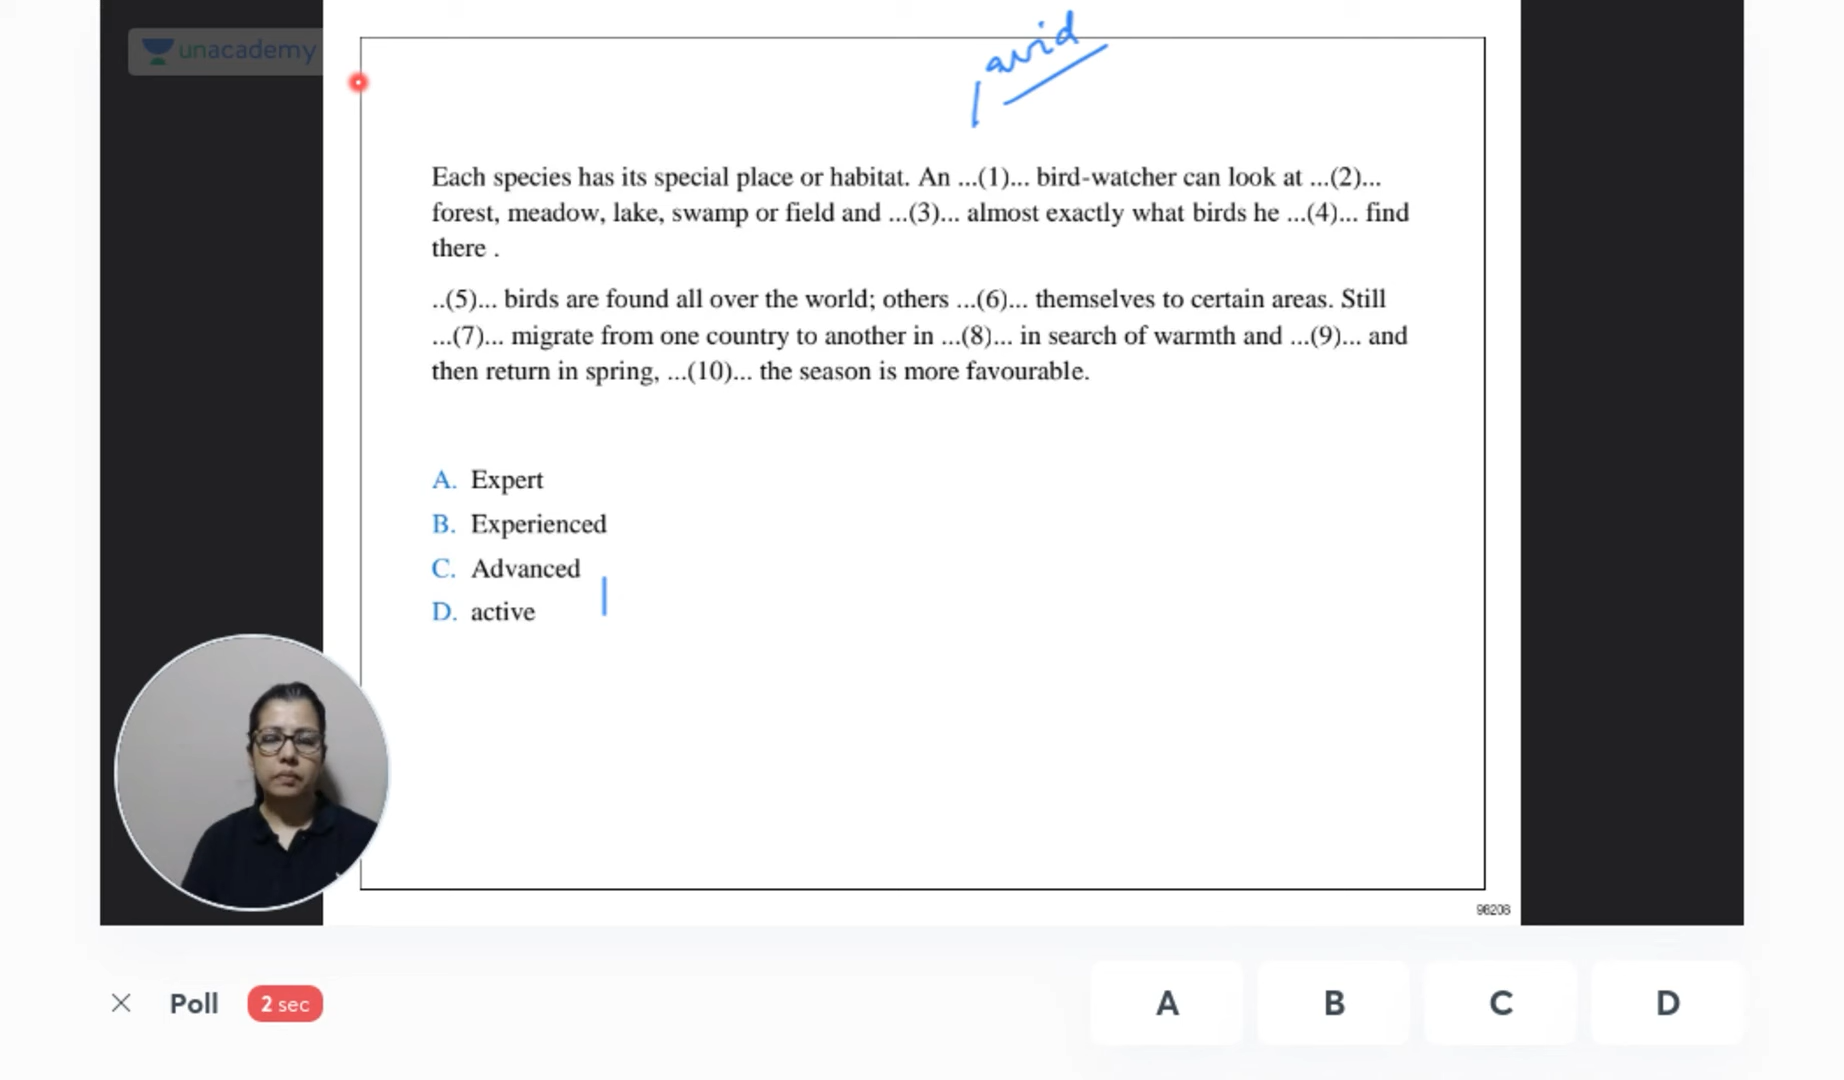 unacademy
avid
Each species has its special place or habitat. An ...(1)... bird-watcher can look at ...(2)...
forest, meadow, lake, swamp or field and ...(3)... almost exactly what birds he ...(4)... find
there .
..(5)... birds are found all over the world; others ...(6)... themselves to certain areas. Still
...(7)... migrate from one country to another in ...(8)... in search of warmth and ...(9)... and
then return in spring, ...(10)... the season is more favourable.
A. Expert
B. Experienced
C. Advanced
D. active
98208
Poll 2 sec A B C D